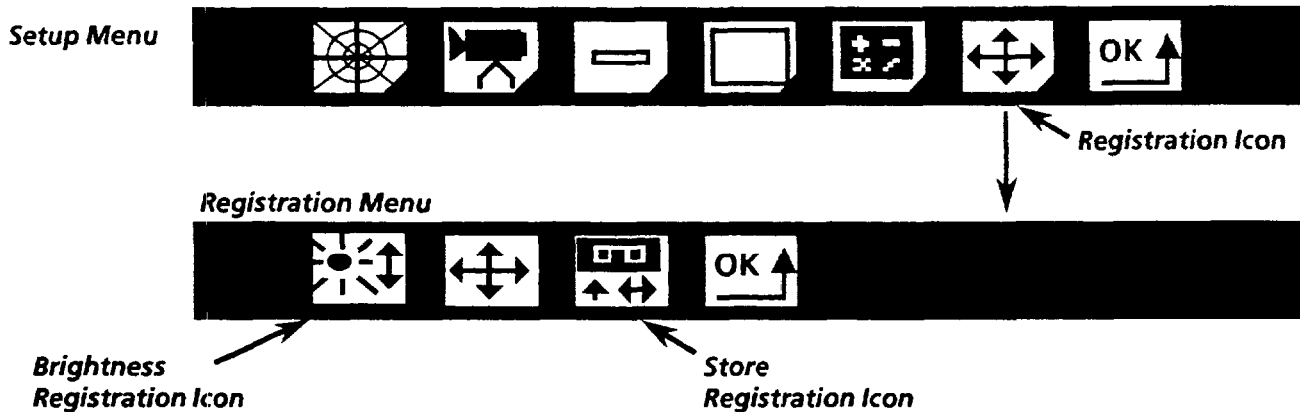 Setup Menu
OK
Registration Icon
Registration Menu
OK
Brightness
Registration Icon
Store
Registration Icon